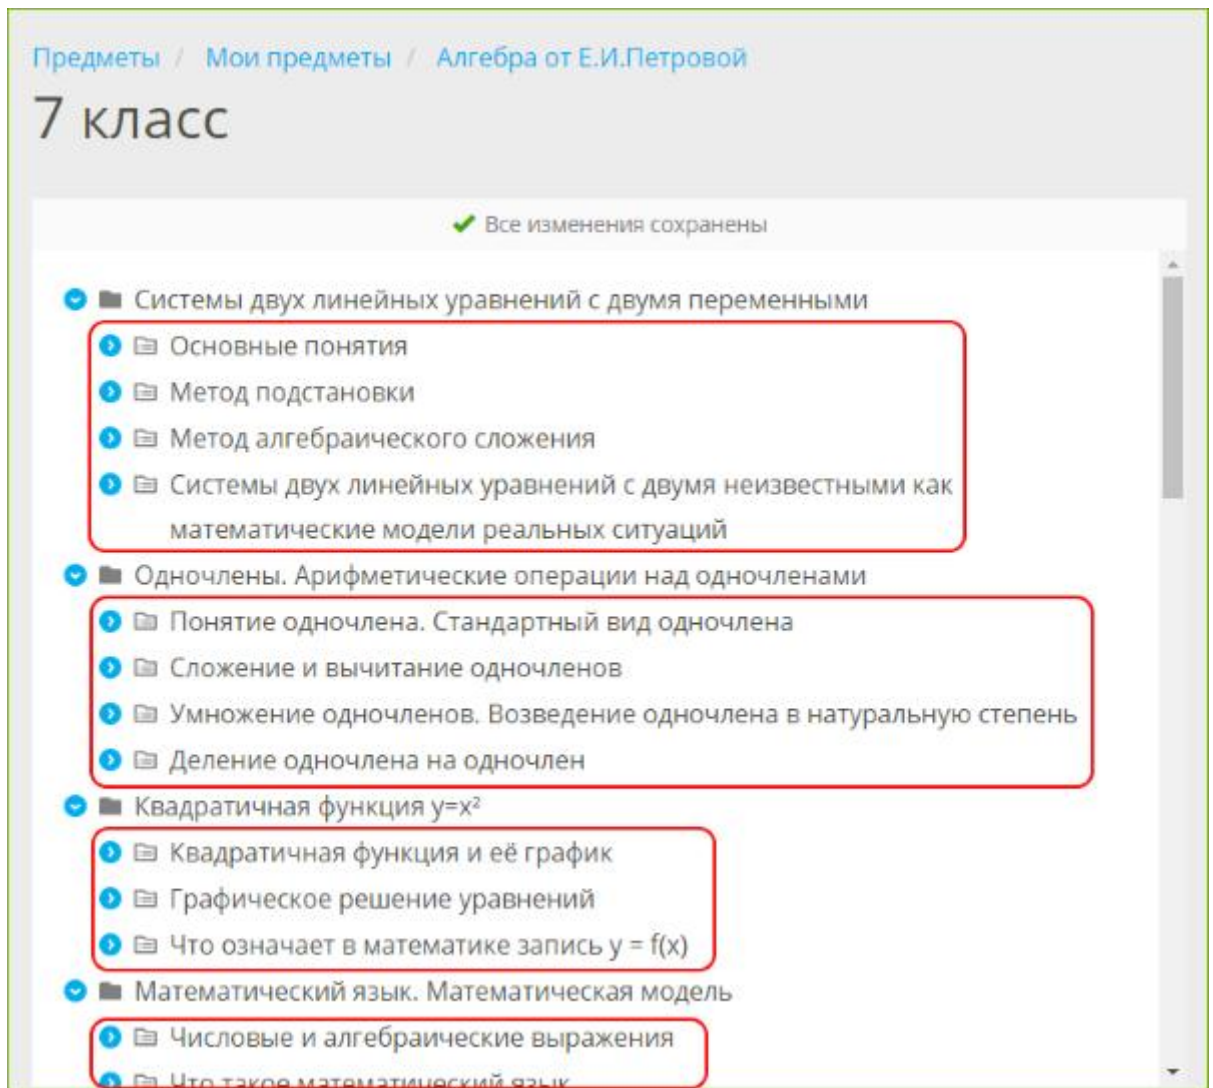 Предметы / Мои предметы / Алгебра от Е.И.Петровой
7 класс
Все изменения сохранены
Системы двух линейных уравнений с двумя переменными
Основные понятия
Метод подстановки
Метод алгебраического сложения
Системы двух линейных уравнений с двумя неизвестными как
математические модели реальных ситуаций
Одночлены. Арифметические операции над одночленами
Понятие одночлена. Стандартный вид одночлена
Сложение и вычитание одночленов
Умножение одночленов. Возведение одночлена в натуральную степень
Деление одночлена на одночлен
Квадратичная функция y=x²
Квадратичная функция и её график
Графическое решение уравнений
Что означает в математике запись y = f(x)
Математический язык. Математическая модель
Числовые и алгебраические выражения
Что такое математический язык